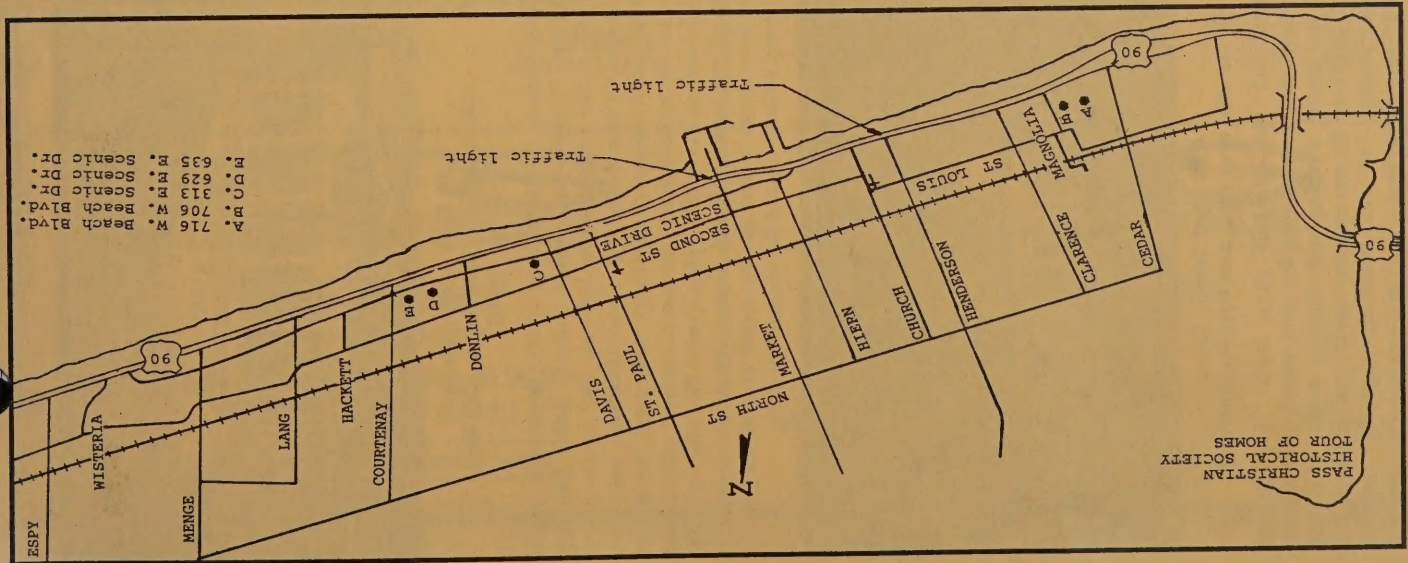 PASS CHRISTIAN
HISTORICAL SOCIETY
TOUR OF HOMES
90
90
CEDAR
CLARENCE
MAGNOLIA
A
B
ST LOUIS ST
HENDERSON
CHURCH
HIERN
MARKET
NORTH ST
N
Traffic light
Traffic light
SECOND ST
SCENIC DRIVE
ST. PAUL
DAVIS
C
DONLIN
D
E
COURTENAY
HACKETT
LANG
90
MENGE
WISTERIA
ESPY
A. 716 W. Beach Blvd.
B. 706 W. Beach Blvd.
C. 313 E. Scenic Dr.
D. 629 E. Scenic Dr.
E. 635 E. Scenic Dr.